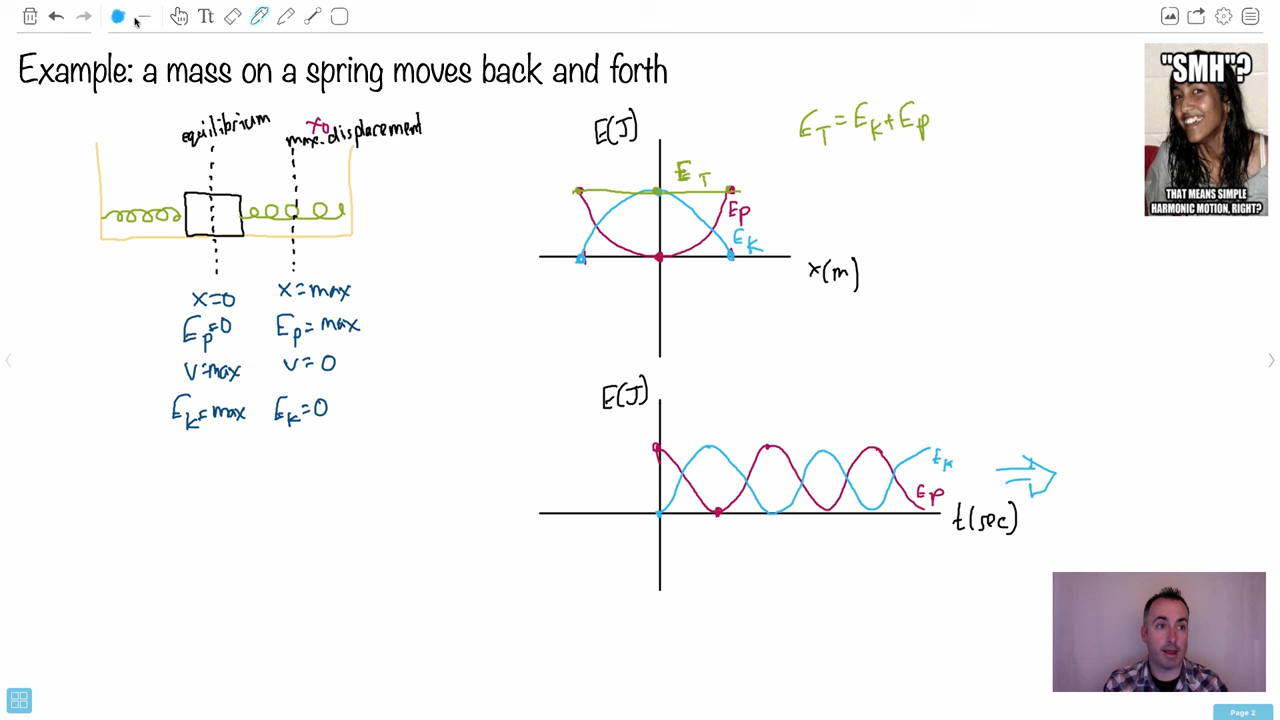 Tt
Example: a mass on a spring moves back and forth
"SMH"?
THAT MEANS SIMPLE
HARMONIC MOTION, RIGHT?
equilibrium
x₀
max. displacement
x=0
x=max
Ep=0
Ep=max
v=max
v=0
Ek=max
Ek=0
E(J)
ET=Ek+Ep
ET
Ep
Ek
x(m)
E(J)
Ek
Ep
t(sec)
Page 2